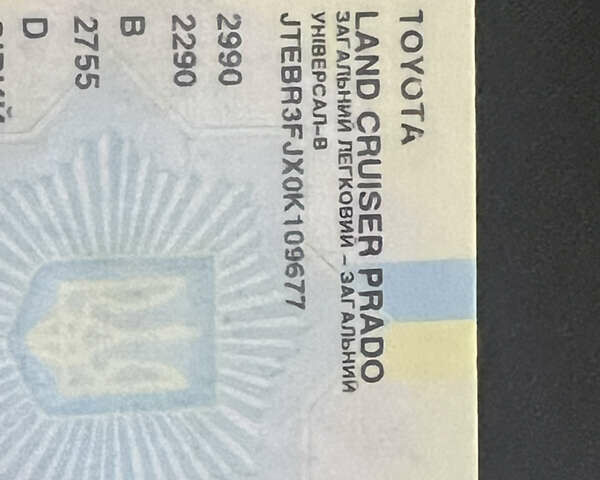 TOYOTA
LAND CRUISER PRADO
ЗАГАЛЬНИЙ ЛЕГКОВИЙ – ЗАГАЛЬНИЙ
УНІВЕРСАЛ-В
JTEBR3FJX0K109677
2990
2290
B
2755
D